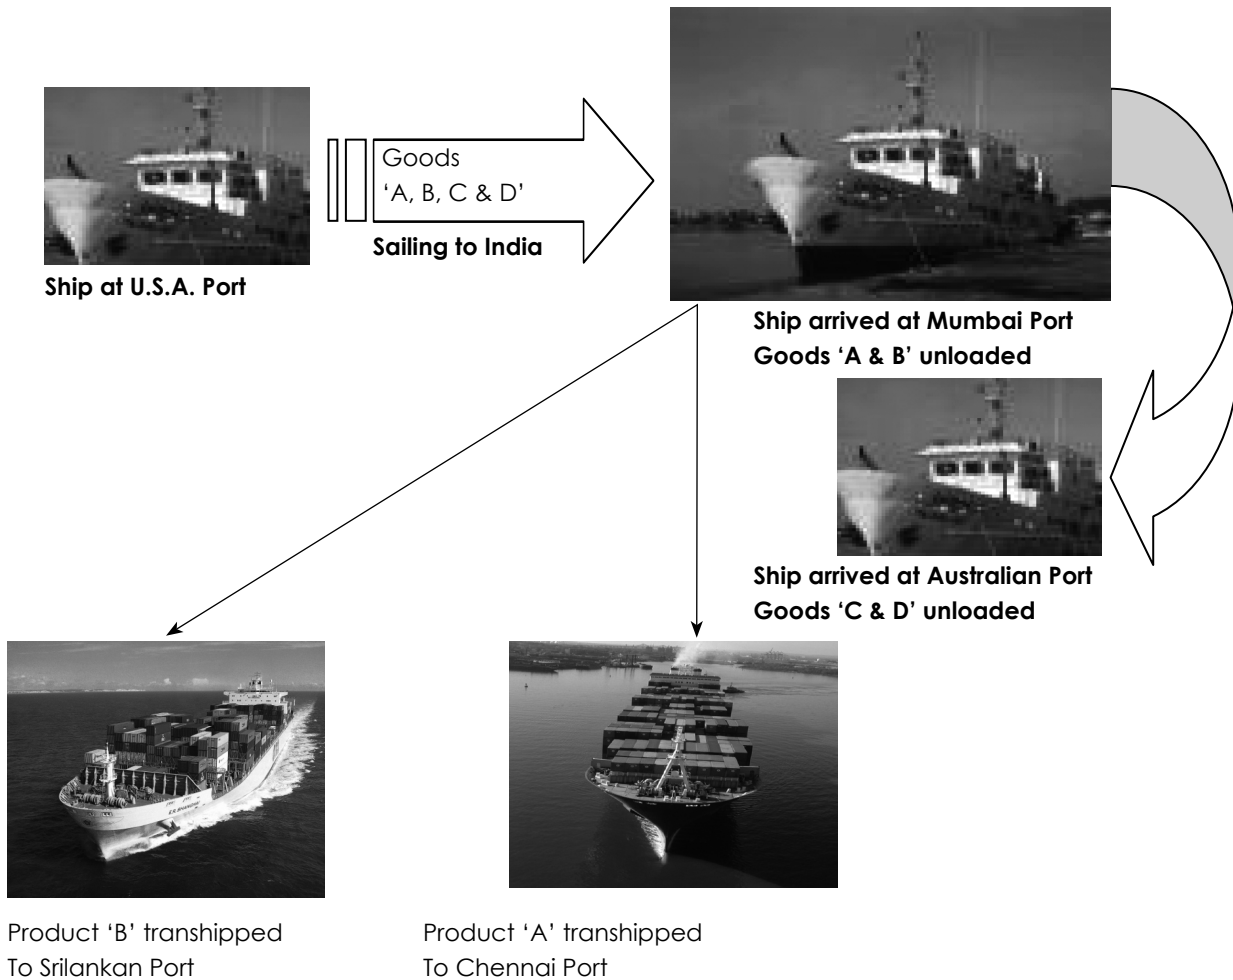 Goods
‘A, B, C & D’
Sailing to India
Ship at U.S.A. Port
Ship arrived at Mumbai Port
Goods ‘A & B’ unloaded
Ship arrived at Australian Port
Goods ‘C & D’ unloaded
Product ‘B’ transhipped
To Srilankan Port
Product ‘A’ transhipped
To Chennai Port